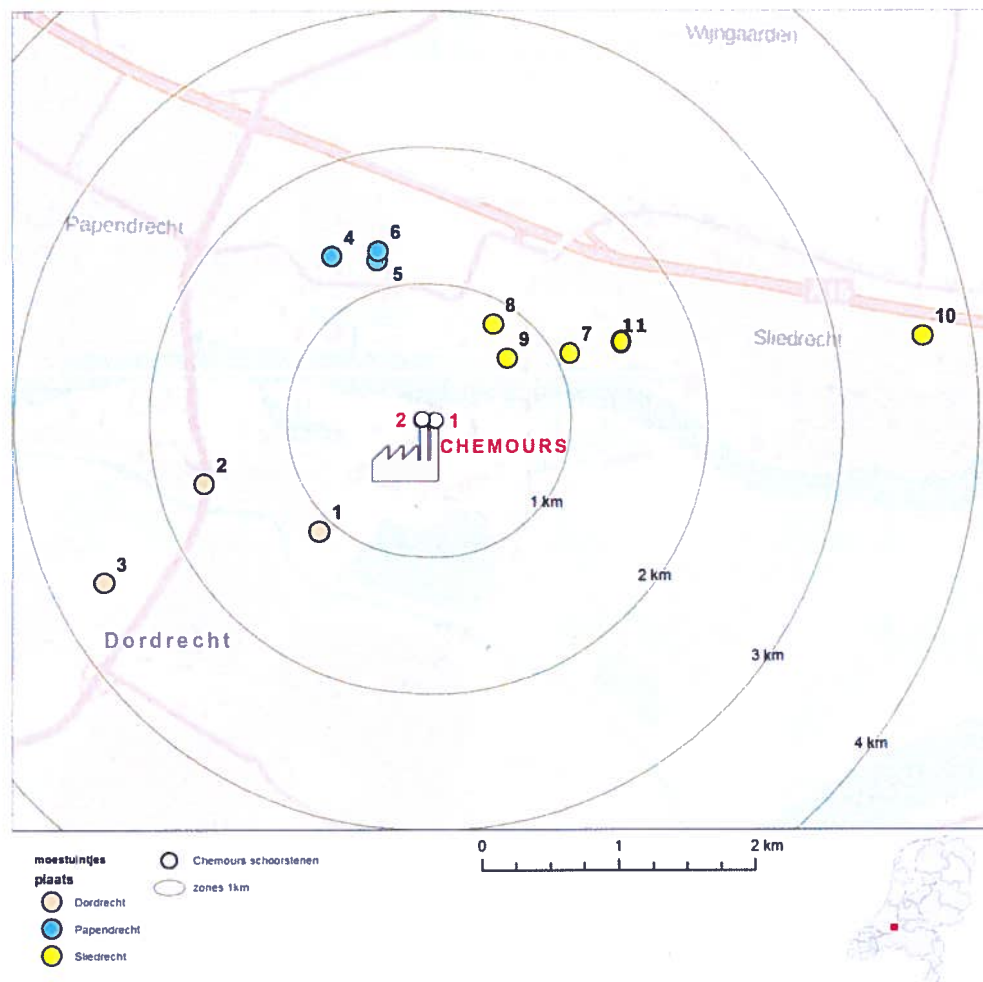 Wijngaarden
Papendrecht
4
6
5
8
9
7
11
10
Sliedrecht
2
1
CHEMOURS
2
1
3
1 km
2 km
3 km
4 km
Dordrecht
moestuintjes
plaats
Dordrecht
Papendrecht
Sliedrecht
Chemours schoorstenen
zones 1km
0
1
2 km